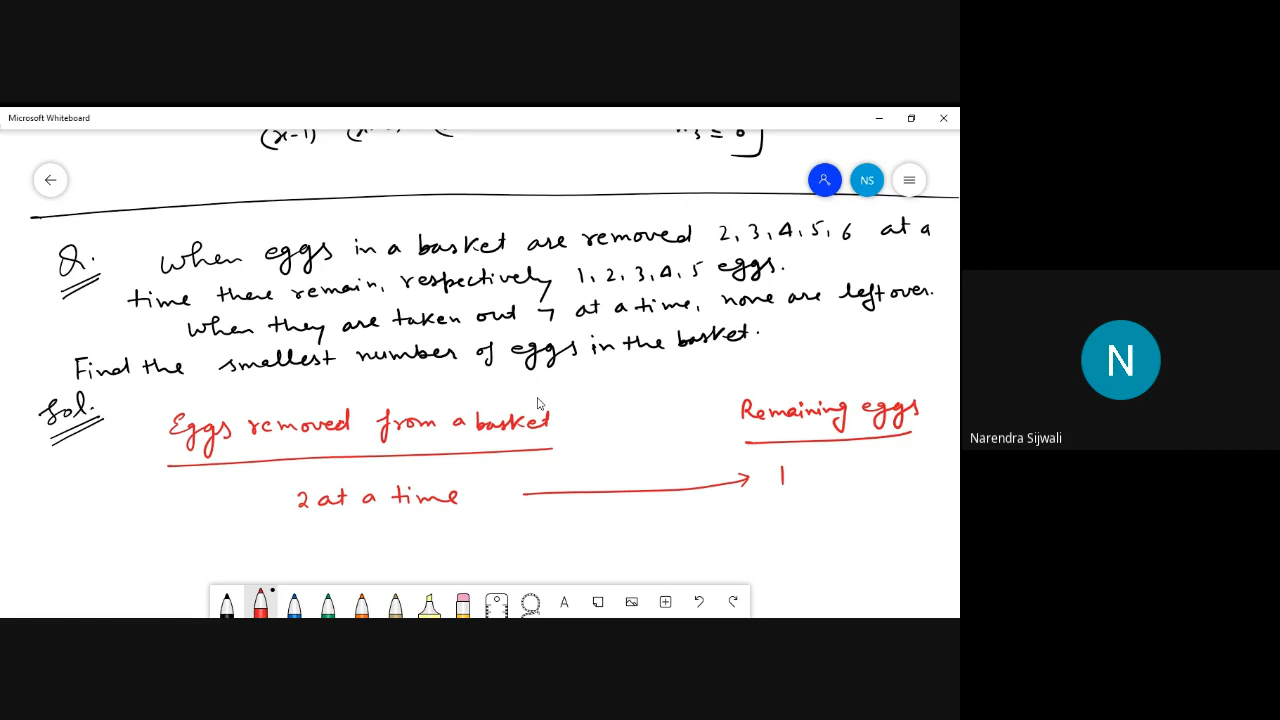 Microsoft Whiteboard
(x-1)
NS
Q. When eggs in a basket are removed 2, 3, 4, 5, 6 at a
time there remain, respectively 1, 2, 3, 4, 5 eggs.
When they are taken out 7 at a time, none are left over.
Find the smallest number of eggs in the basket.
Sol.
Eggs removed from a basket Remaining eggs
2 at a time → 1
A
N
Narendra Sijwali